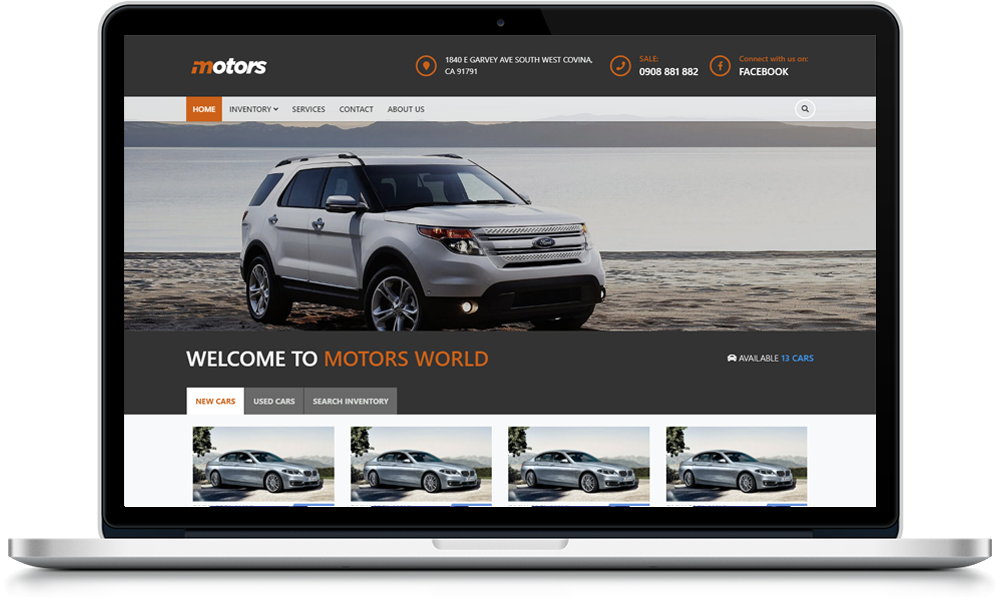 motors
1840 E GARVEY AVE SOUTH WEST COVINA,
CA 91791
SALE:
0908 881 882
Connect with us on:
FACEBOOK
HOME INVENTORY SERVICES CONTACT ABOUT US
Ford
WELCOME TO MOTORS WORLD
AVAILABLE 13 CARS
NEW CARS USED CARS SEARCH INVENTORY